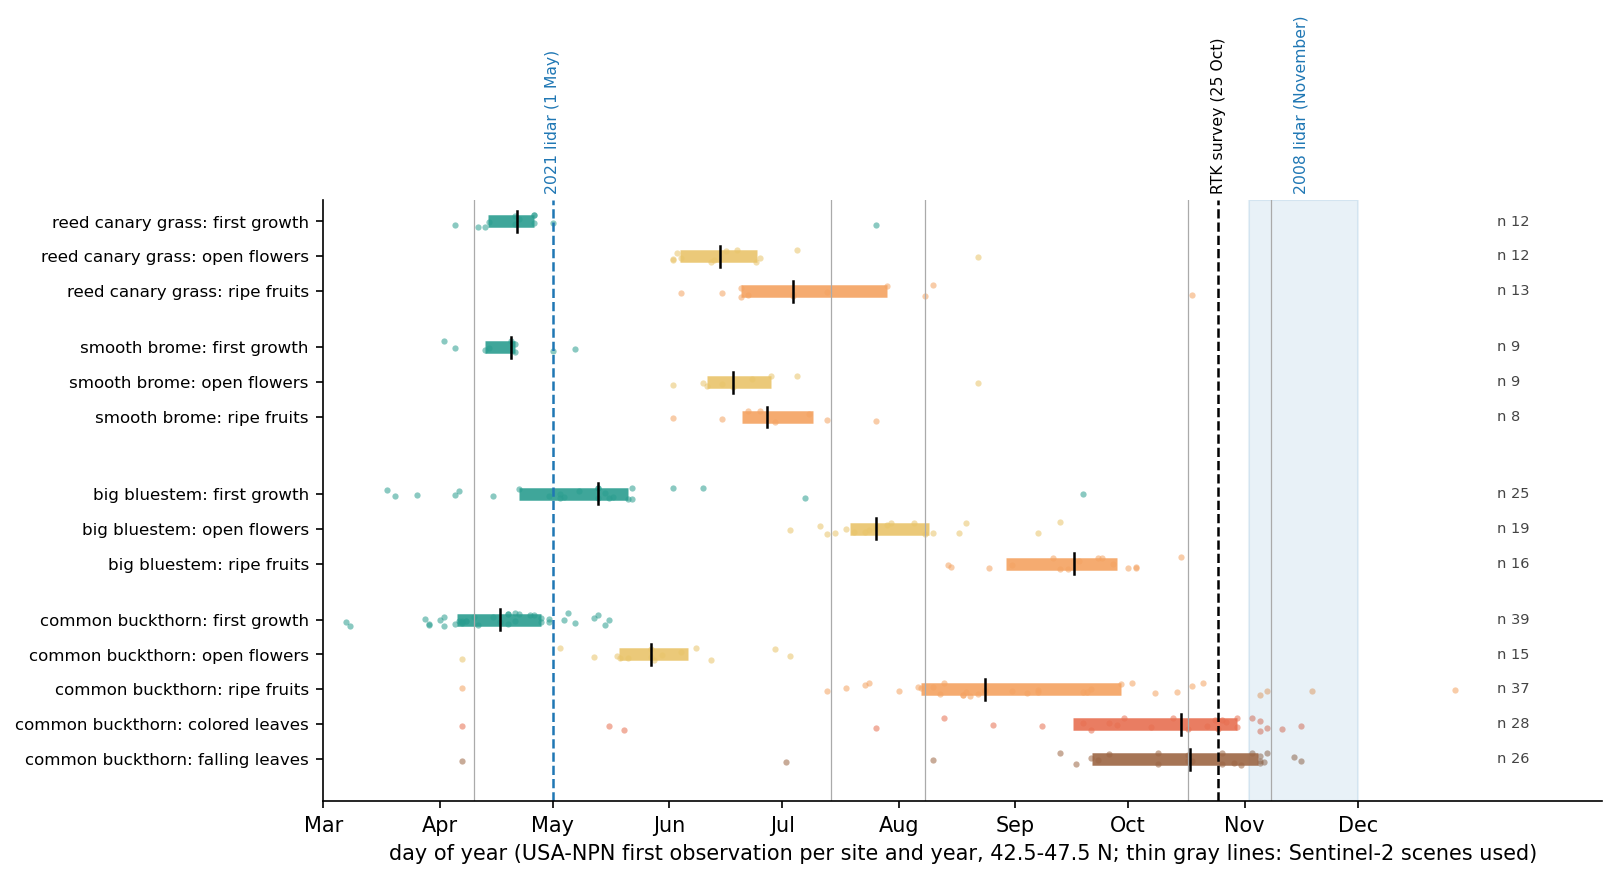 2021 lidar (1 May)
RTK survey (25 Oct)
2008 lidar (November)
reed canary grass: first growth n 12
reed canary grass: open flowers n 12
reed canary grass: ripe fruits n 13
smooth brome: first growth n 9
smooth brome: open flowers n 9
smooth brome: ripe fruits n 8
big bluestem: first growth n 25
big bluestem: open flowers n 19
big bluestem: ripe fruits n 16
common buckthorn: first growth n 39
common buckthorn: open flowers n 15
common buckthorn: ripe fruits n 37
common buckthorn: colored leaves n 28
common buckthorn: falling leaves n 26
Mar Apr May Jun Jul Aug Sep Oct Nov Dec
day of year (USA-NPN first observation per site and year, 42.5-47.5 N; thin gray lines: Sentinel-2 scenes used)